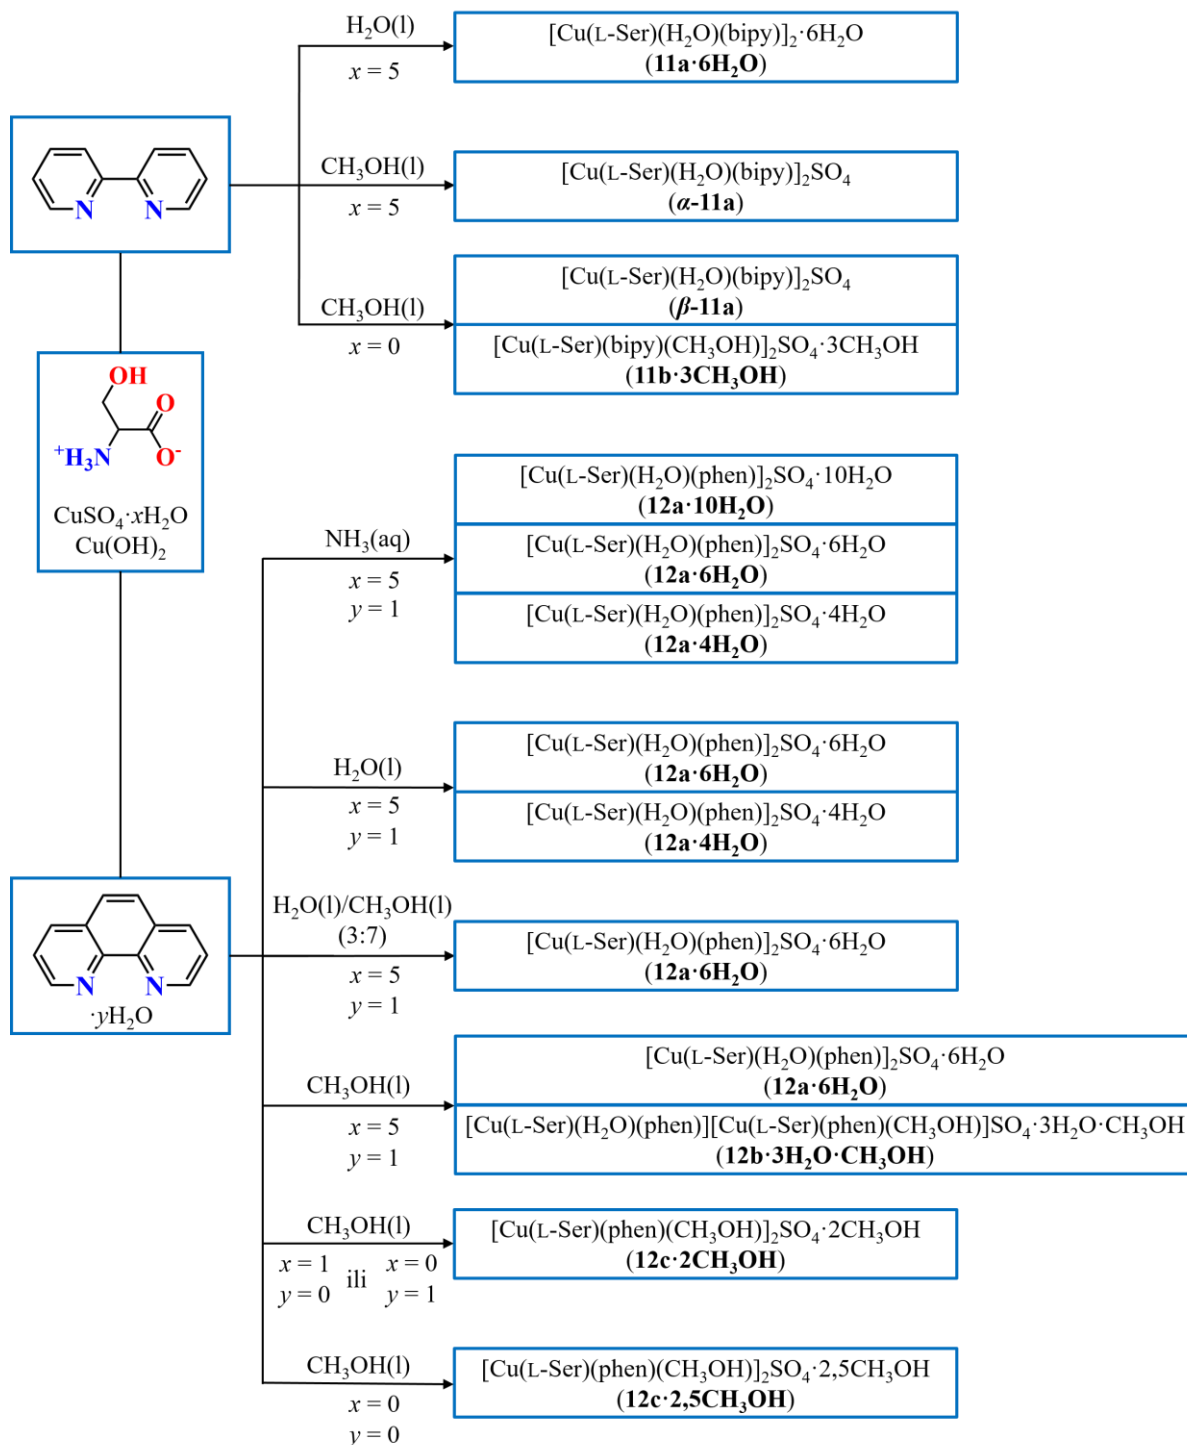 H₂O(l)
x = 5
[Cu(L-Ser)(H₂O)(bipy)]₂·6H₂O
(11a·6H₂O)
N N
CH₃OH(l)
x = 5
[Cu(L-Ser)(H₂O)(bipy)]₂SO₄
(α-11a)
CH₃OH(l)
x = 0
[Cu(L-Ser)(H₂O)(bipy)]₂SO₄
(β-11a)
[Cu(L-Ser)(bipy)(CH₃OH)]₂SO₄·3CH₃OH
(11b·3CH₃OH)
OH
O
⁺H₃N O⁻
CuSO₄·xH₂O
Cu(OH)₂
NH₃(aq)
x = 5
y = 1
[Cu(L-Ser)(H₂O)(phen)]₂SO₄·10H₂O
(12a·10H₂O)
[Cu(L-Ser)(H₂O)(phen)]₂SO₄·6H₂O
(12a·6H₂O)
[Cu(L-Ser)(H₂O)(phen)]₂SO₄·4H₂O
(12a·4H₂O)
H₂O(l)
x = 5
y = 1
[Cu(L-Ser)(H₂O)(phen)]₂SO₄·6H₂O
(12a·6H₂O)
[Cu(L-Ser)(H₂O)(phen)]₂SO₄·4H₂O
(12a·4H₂O)
N N
·yH₂O
H₂O(l)/CH₃OH(l)
(3:7)
x = 5
y = 1
[Cu(L-Ser)(H₂O)(phen)]₂SO₄·6H₂O
(12a·6H₂O)
CH₃OH(l)
x = 5
y = 1
[Cu(L-Ser)(H₂O)(phen)]₂SO₄·6H₂O
(12a·6H₂O)
[Cu(L-Ser)(H₂O)(phen)][Cu(L-Ser)(phen)(CH₃OH)]SO₄·3H₂O·CH₃OH
(12b·3H₂O·CH₃OH)
CH₃OH(l)
x = 1 ili x = 0
y = 0 y = 1
[Cu(L-Ser)(phen)(CH₃OH)]₂SO₄·2CH₃OH
(12c·2CH₃OH)
CH₃OH(l)
x = 0
y = 0
[Cu(L-Ser)(phen)(CH₃OH)]₂SO₄·2,5CH₃OH
(12c·2,5CH₃OH)